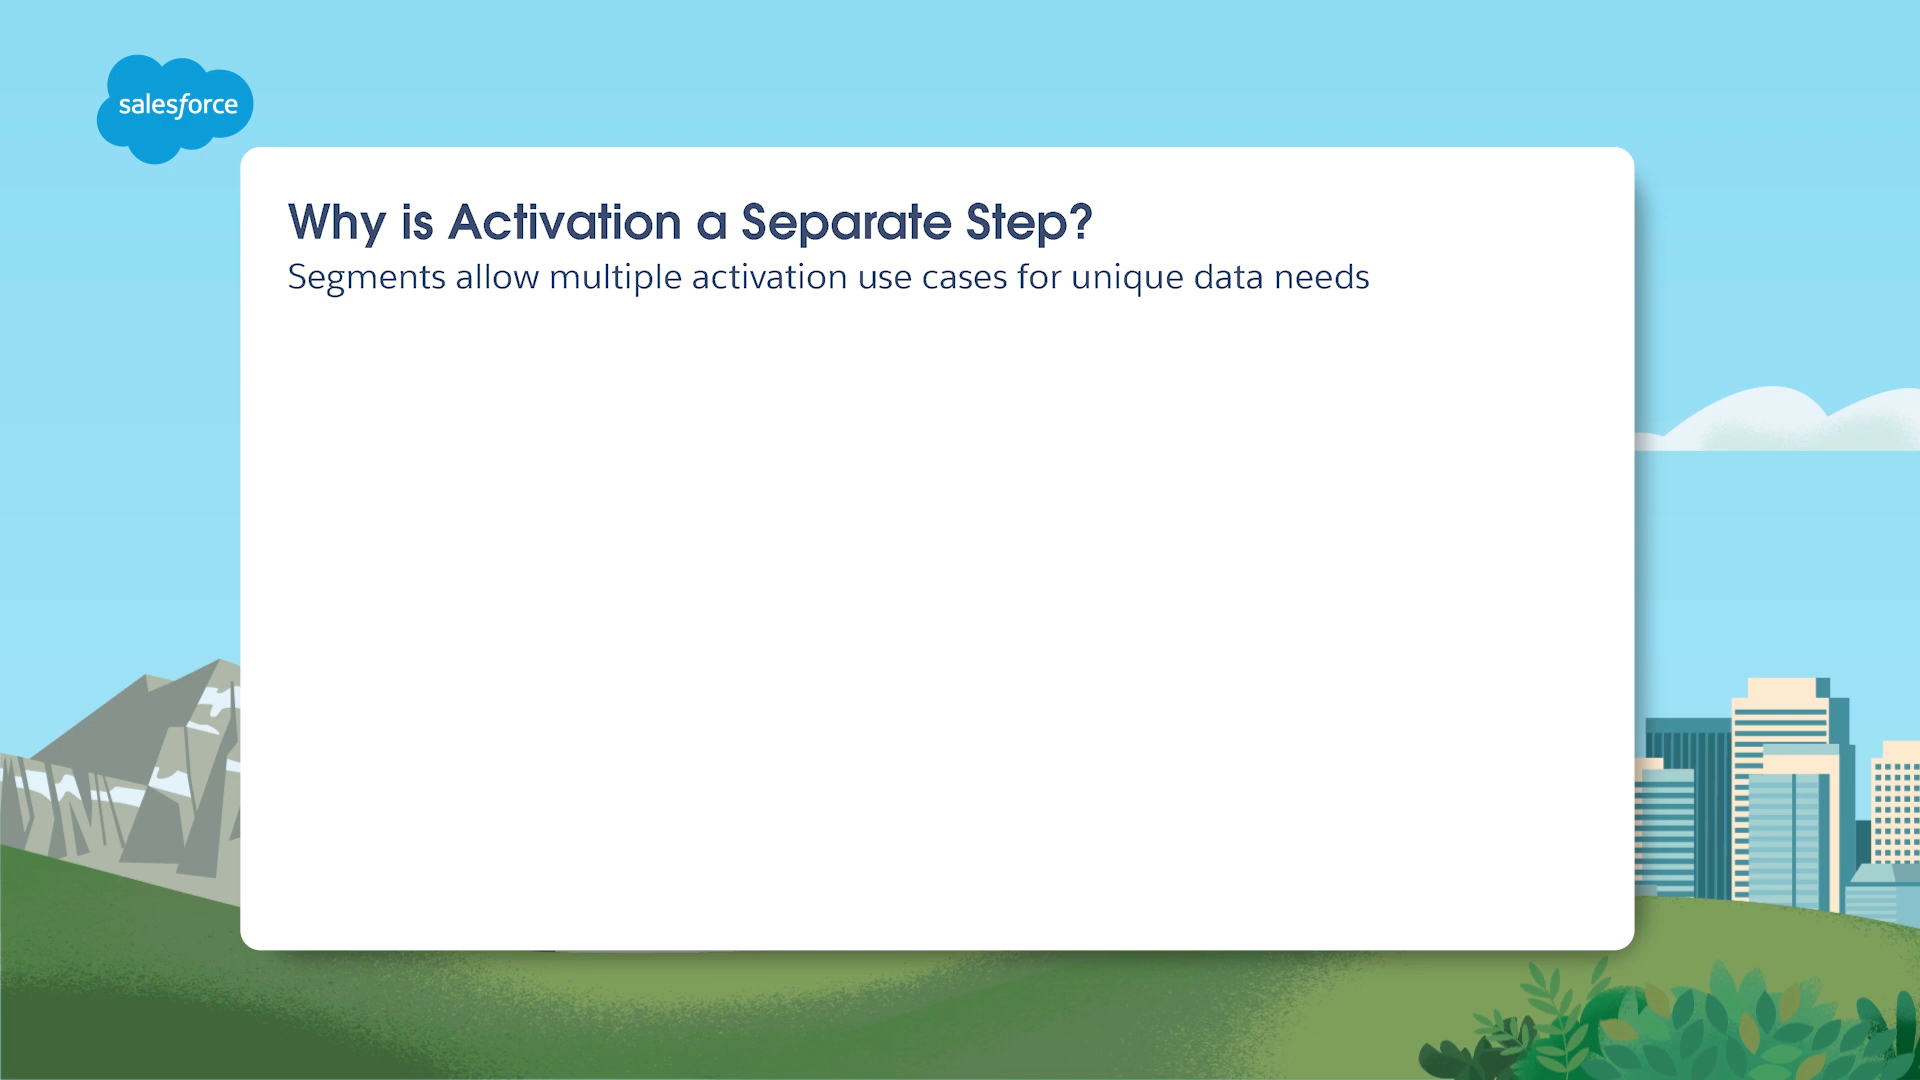 salesforce
Why is Activation a Separate Step?
Segments allow multiple activation use cases for unique data needs